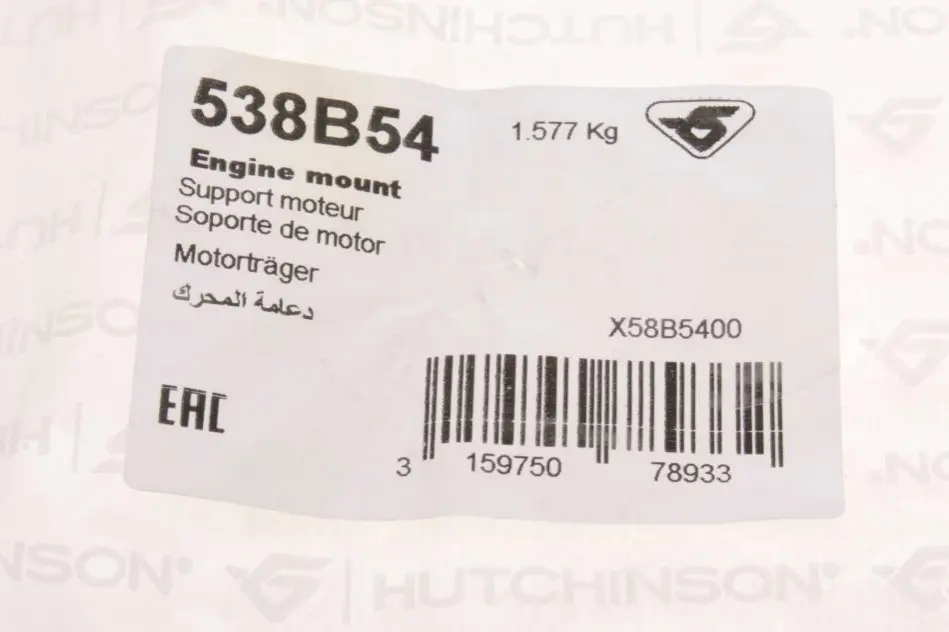 HUTCHINSON
HUTCHINSON
538B54
1.577 Kg
Engine mount
Support moteur
Soporte de motor
Motorträger
دعامة المحرك
X58B5400
EAC
3 159750 78933
HUTCHINSON